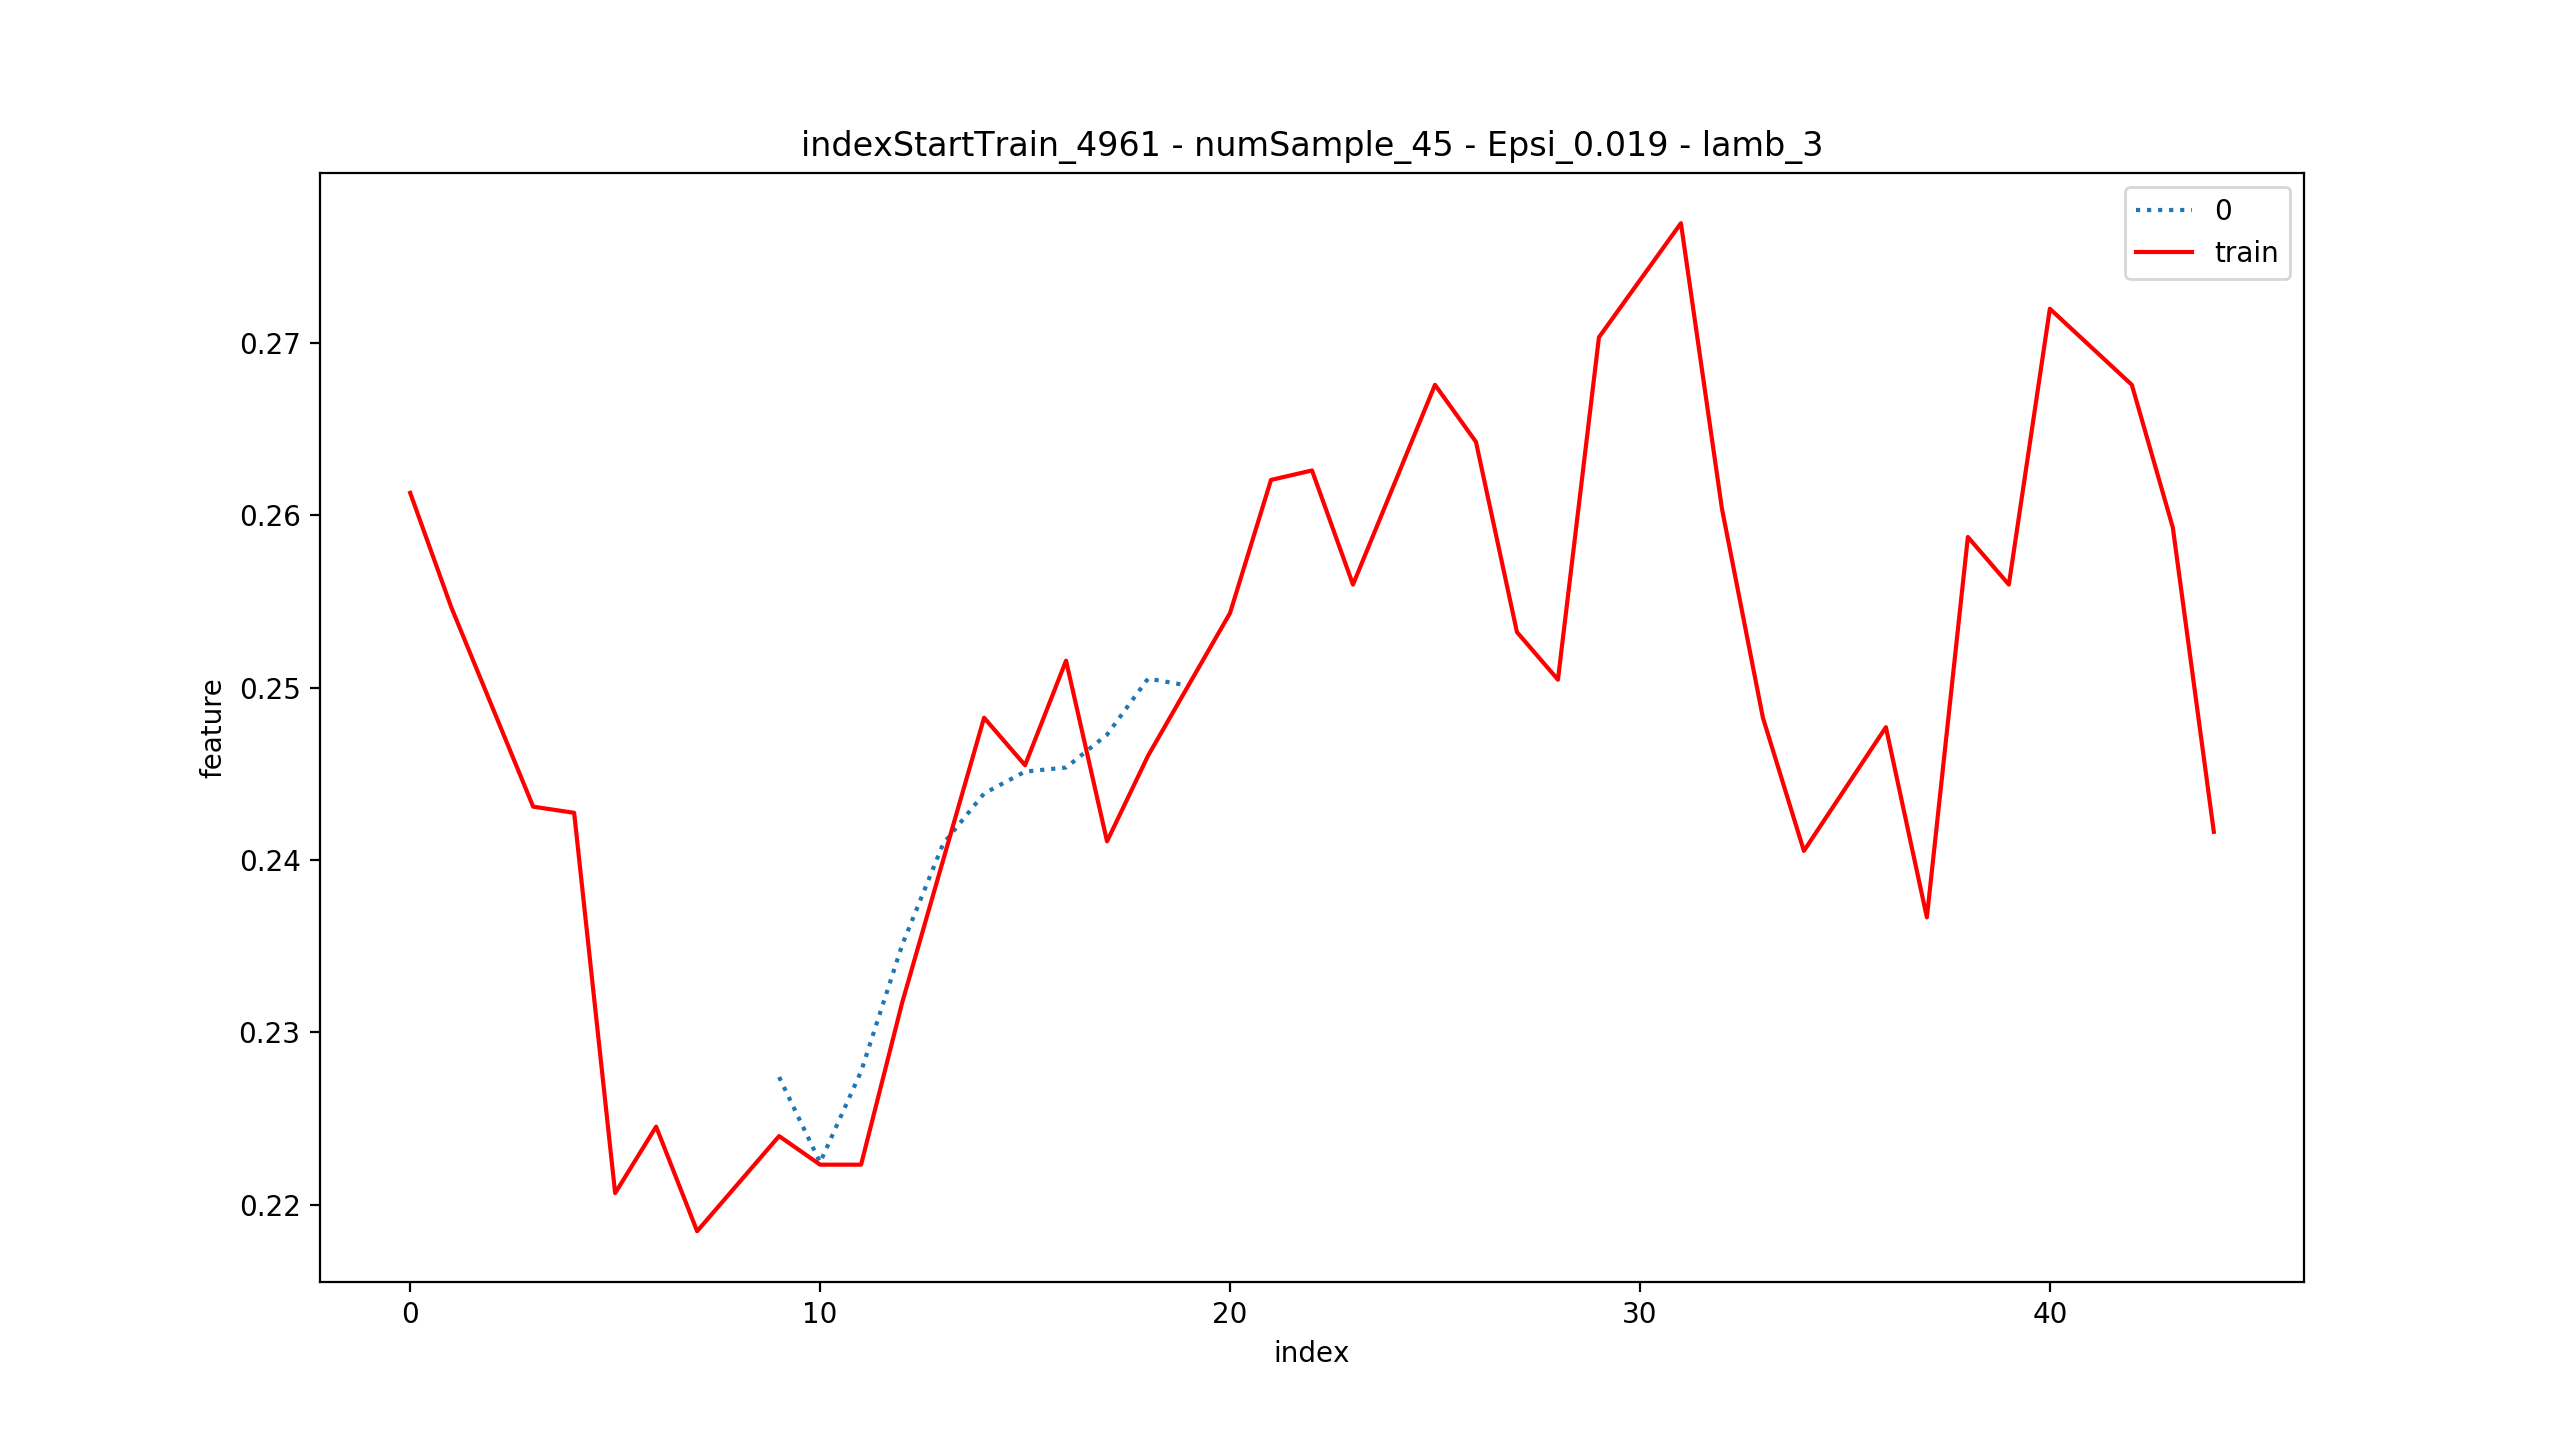 indexStartTrain_4961 - numSample_45 - Epsi_0.019 - lamb_3
0
train
0.27
0.26
0.25
0.24
0.23
0.22
feature
0 10 20 30 40
index